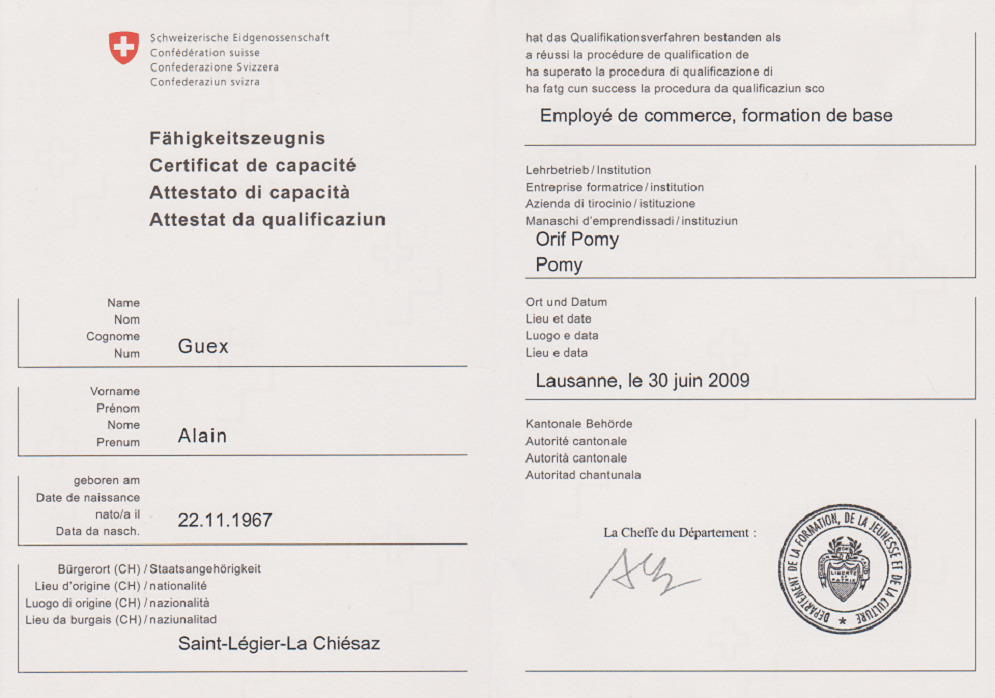 Schweizerische Eidgenossenschaft
Confédération suisse
Confederazione Svizzera
Confederaziun svizra
Fähigkeitszeugnis
Certificat de capacité
Attestato di capacità
Attestat da qualificaziun
Name
Nom
Cognome
Num
Guex
Vorname
Prénom
Nome
Prenum
Alain
geboren am
Date de naissance
nato/a il
Data da nasch.
22.11.1967
Bürgerort (CH) / Staatsangehörigkeit
Lieu d'origine (CH) / nationalité
Luogo di origine (CH) / nazionalità
Lieu da burgais (CH) / naziunalitad
Saint-Légier-La Chiésaz
hat das Qualifikationsverfahren bestanden als
a réussi la procédure de qualification de
ha superato la procedura di qualificazione di
ha fatg cun success la procedura da qualificaziun sco
Employé de commerce, formation de base
Lehrbetrieb / Institution
Entreprise formatrice / institution
Azienda di tirocinio / istituzione
Manaschi d'emprendissadi / instituziun
Orif Pomy
Pomy
Ort und Datum
Lieu et date
Luogo e data
Lieu e data
Lausanne, le 30 juin 2009
Kantonale Behörde
Autorité cantonale
Autorità cantonale
Autoritad chantunala
La Cheffe du Département :
DÉPARTEMENT DE LA FORMATION, DE LA JEUNESSE ET DE LA CULTURE
LIBERTÉ
ET
PATRIE